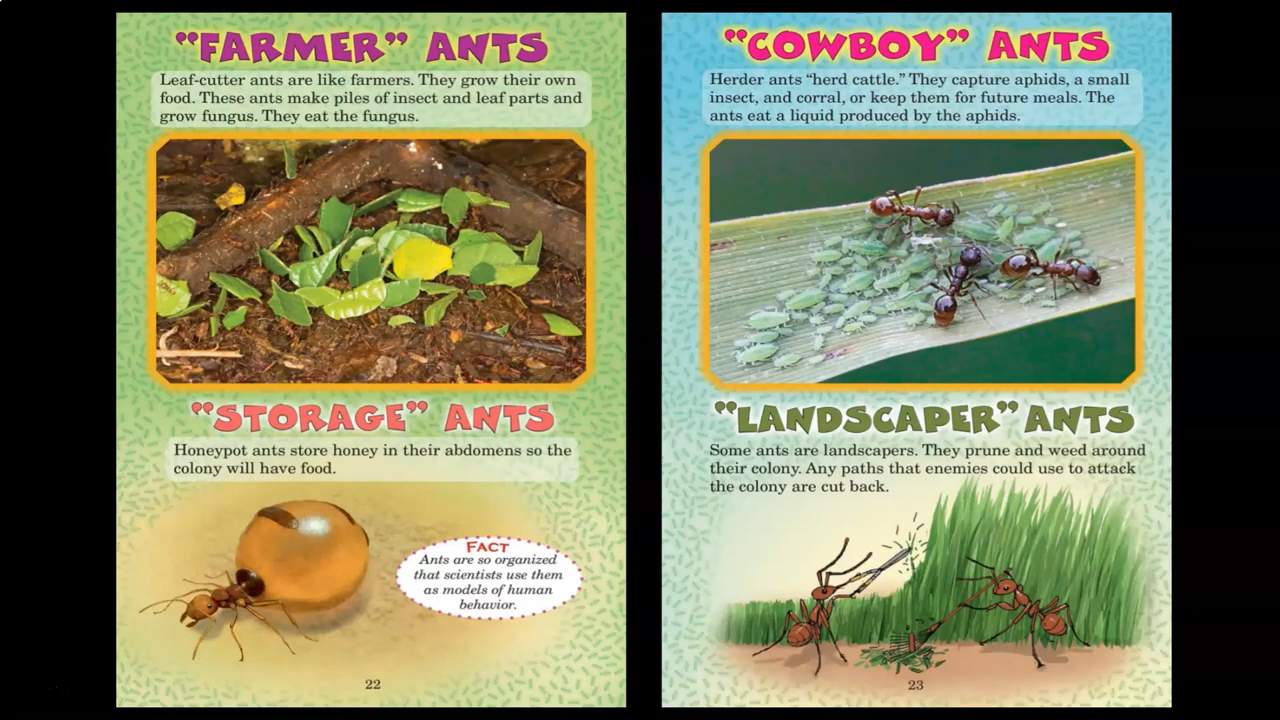 "FARMER" ANTS
Leaf-cutter ants are like farmers. They grow their own
food. These ants make piles of insect and leaf parts and
grow fungus. They eat the fungus.
"STORAGE" ANTS
Honeypot ants store honey in their abdomens so the
colony will have food.
FACT
Ants are so organized
that scientists use them
as models of human
behavior.
22
"COWBOY" ANTS
Herder ants “herd cattle.” They capture aphids, a small
insect, and corral, or keep them for future meals. The
ants eat a liquid produced by the aphids.
"LANDSCAPER" ANTS
Some ants are landscapers. They prune and weed around
their colony. Any paths that enemies could use to attack
the colony are cut back.
23